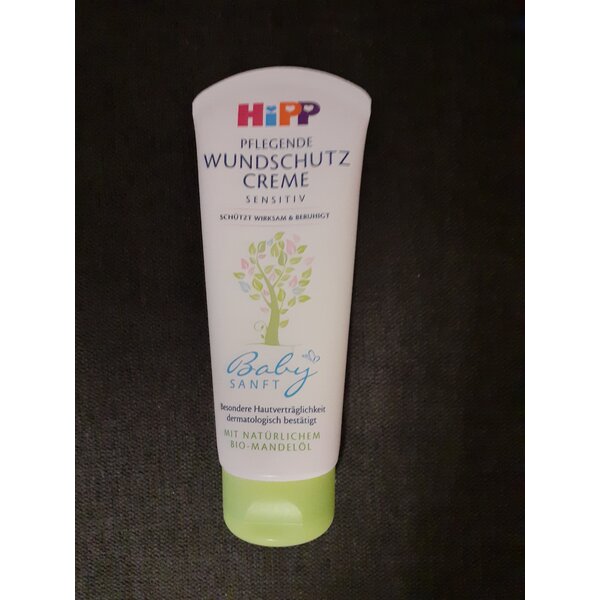 HiPP
PFLEGENDE
WUNDSCHUTZ
CREME
SENSITIV
SCHÜTZT WIRKSAM & BERUHIGT
Baby
SANFT
Besondere Hautverträglichkeit
dermatologisch bestätigt
MIT NATÜRLICHEM
BIO-MANDELÖL